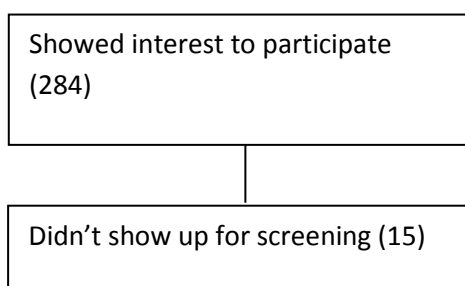 Showed interest to participate
(284)
Didn’t show up for screening (15)